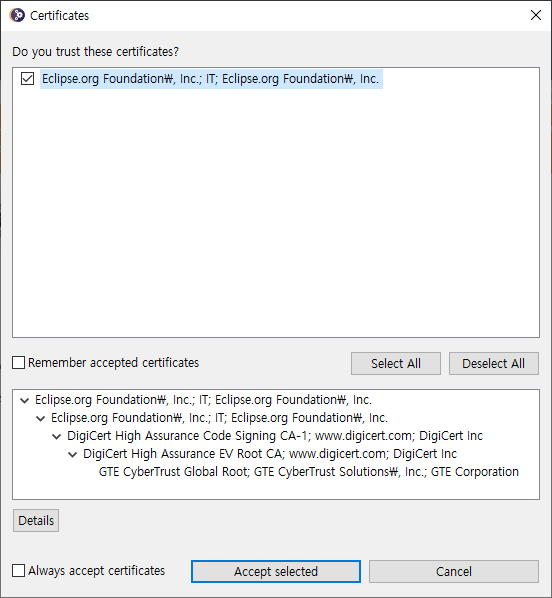 Certificates
Do you trust these certificates?
Eclipse.org Foundation₩, Inc.; IT; Eclipse.org Foundation₩, Inc.
Remember accepted certificates
Select All
Deselect All
Eclipse.org Foundation₩, Inc.; IT; Eclipse.org Foundation₩, Inc.
Eclipse.org Foundation₩, Inc.; IT; Eclipse.org Foundation₩, Inc.
DigiCert High Assurance Code Signing CA-1; www.digicert.com; DigiCert Inc
DigiCert High Assurance EV Root CA; www.digicert.com; DigiCert Inc
GTE CyberTrust Global Root; GTE CyberTrust Solutions₩, Inc.; GTE Corporation
Details
Always accept certificates
Accept selected
Cancel